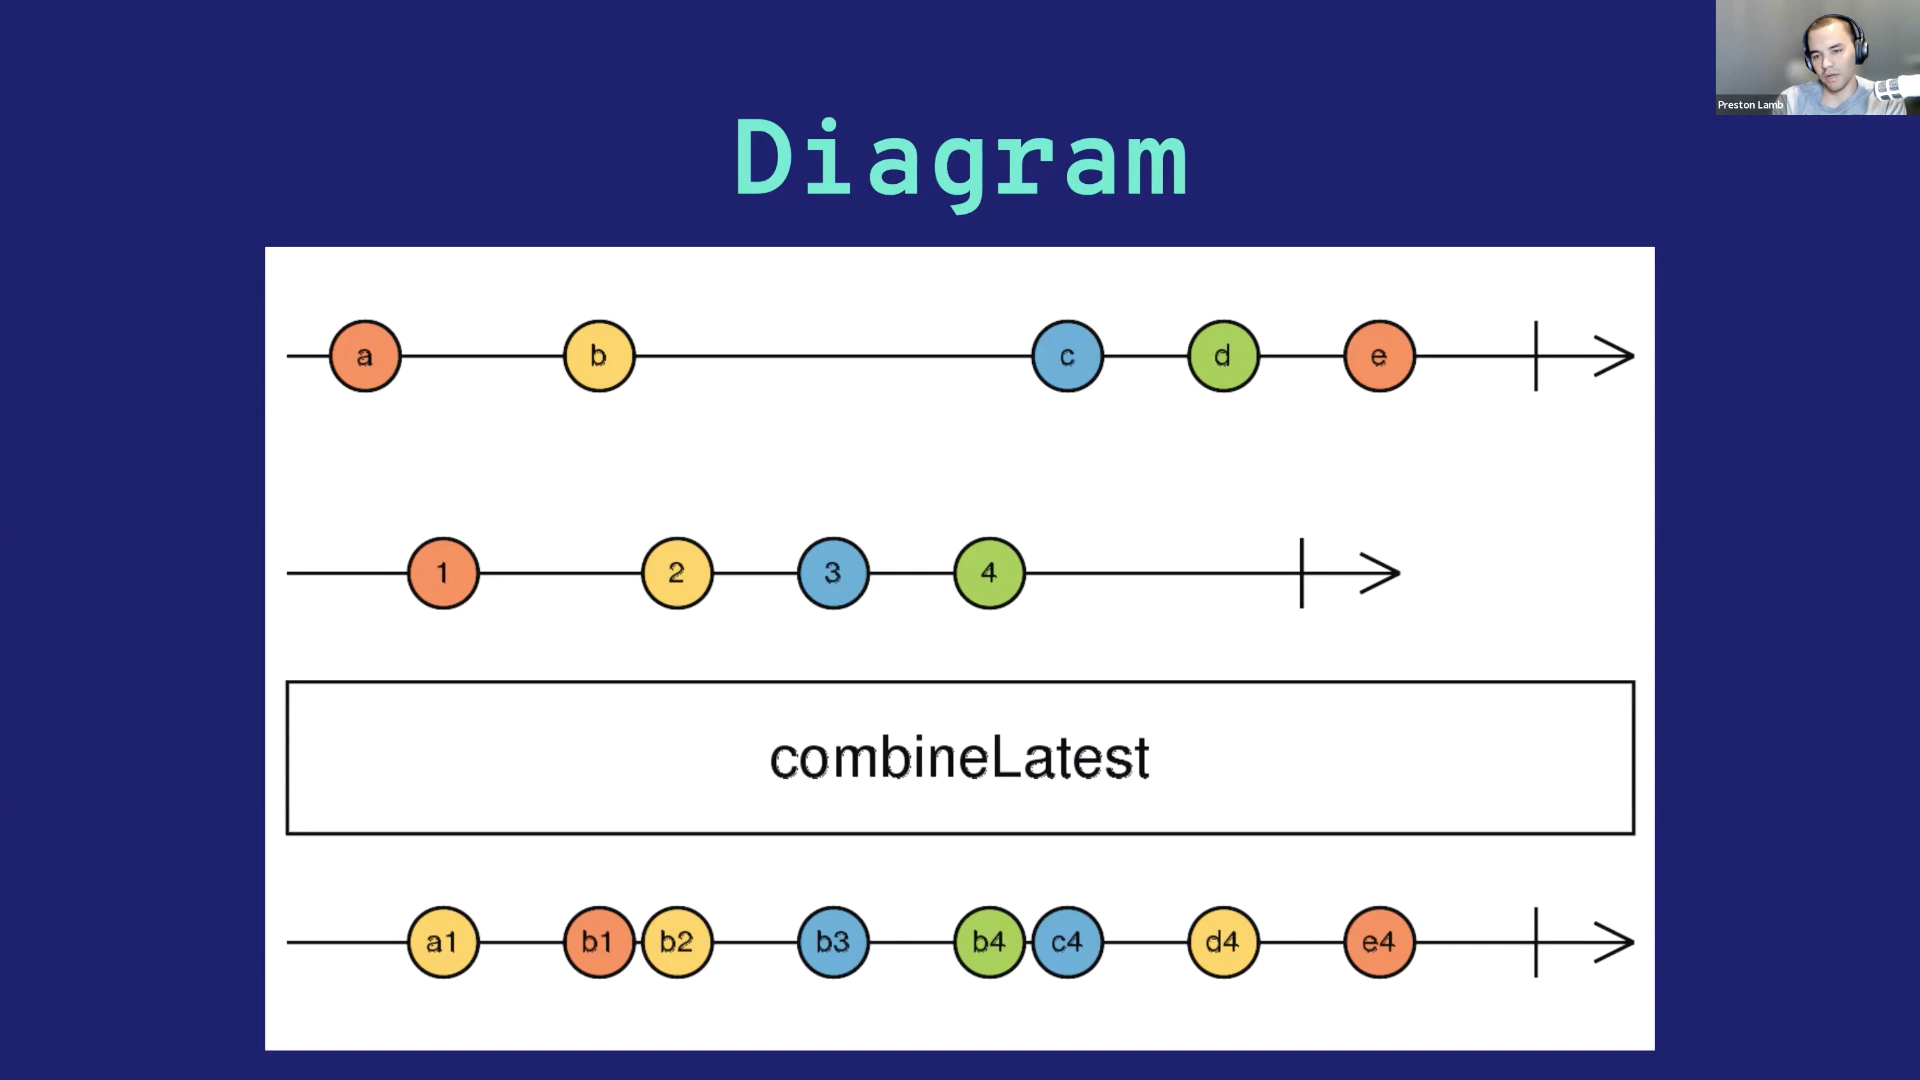 Preston Lamb
Diagram
a b c d e
1 2 3 4
combineLatest
a1 b1 b2 b3 b4 c4 d4 e4